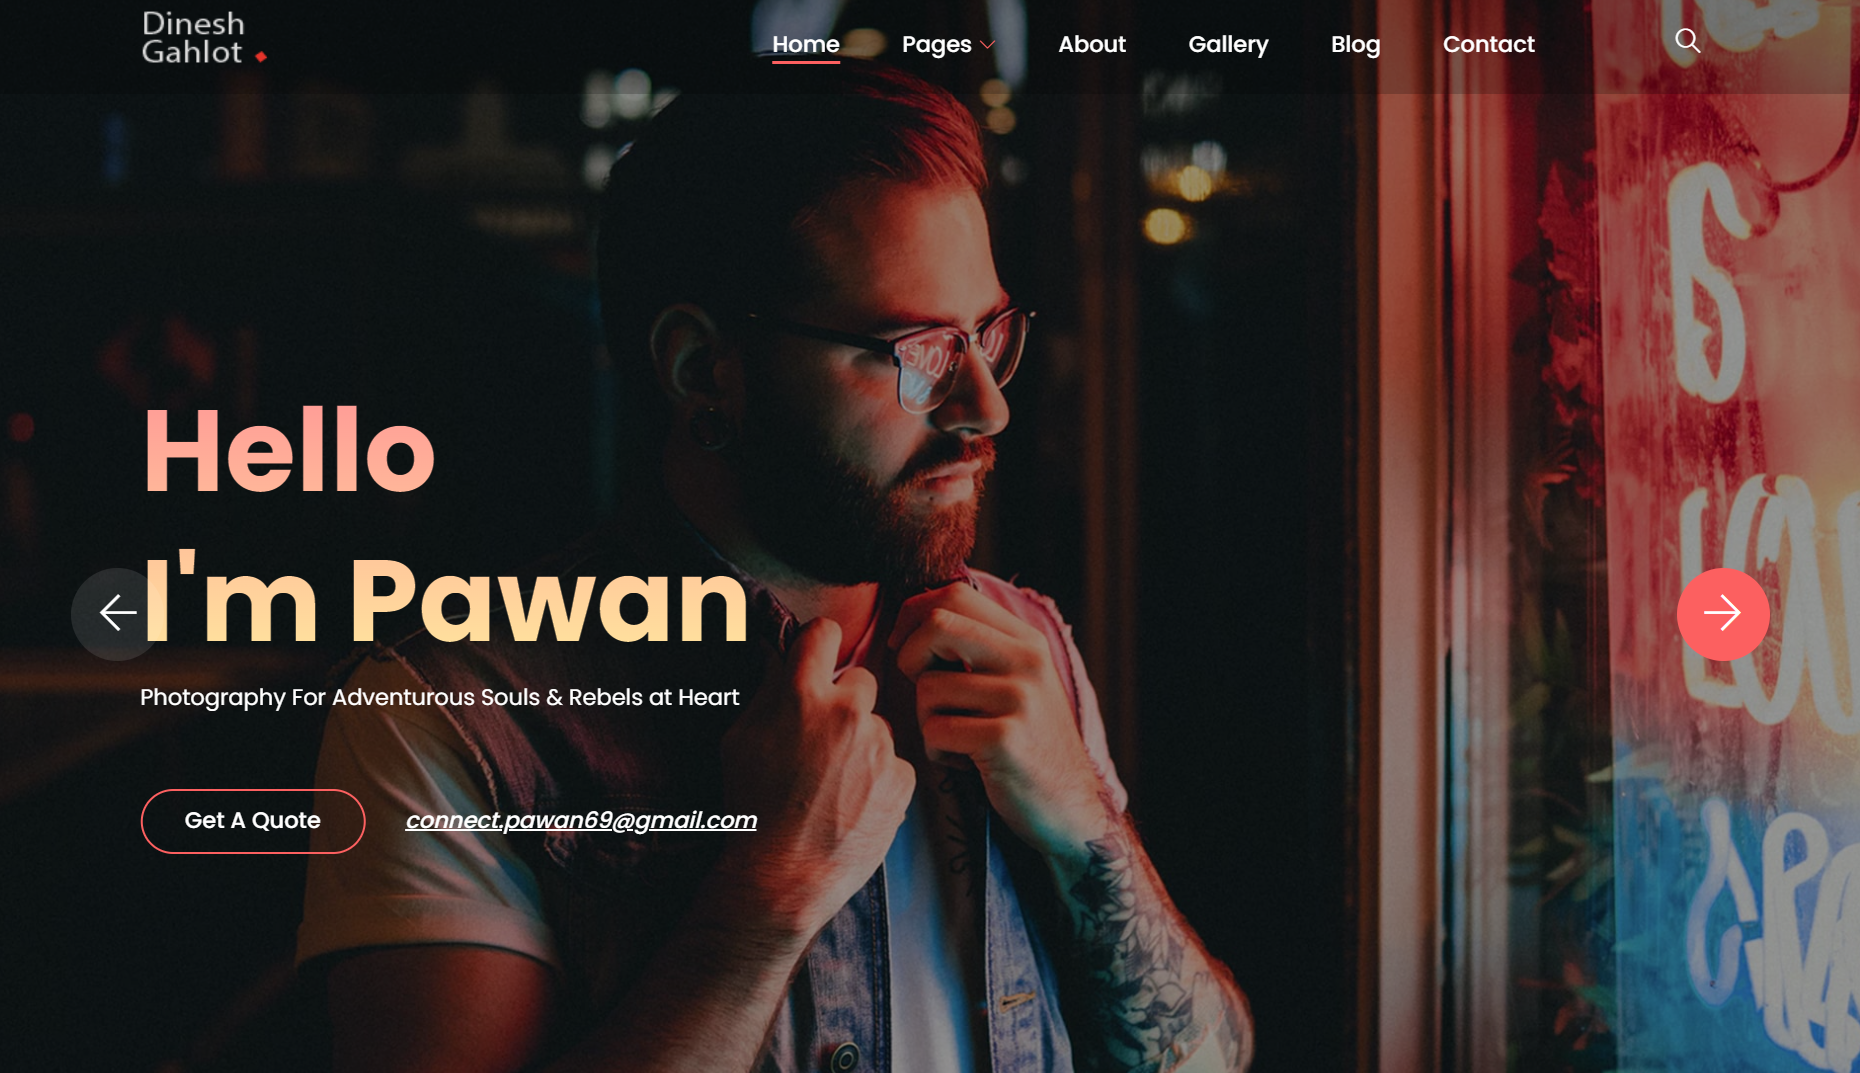 Dinesh
Gahlot
Home Pages About Gallery Blog Contact
Hello
I'm Pawan
Photography For Adventurous Souls & Rebels at Heart
Get A Quote connect.pawan69@gmail.com